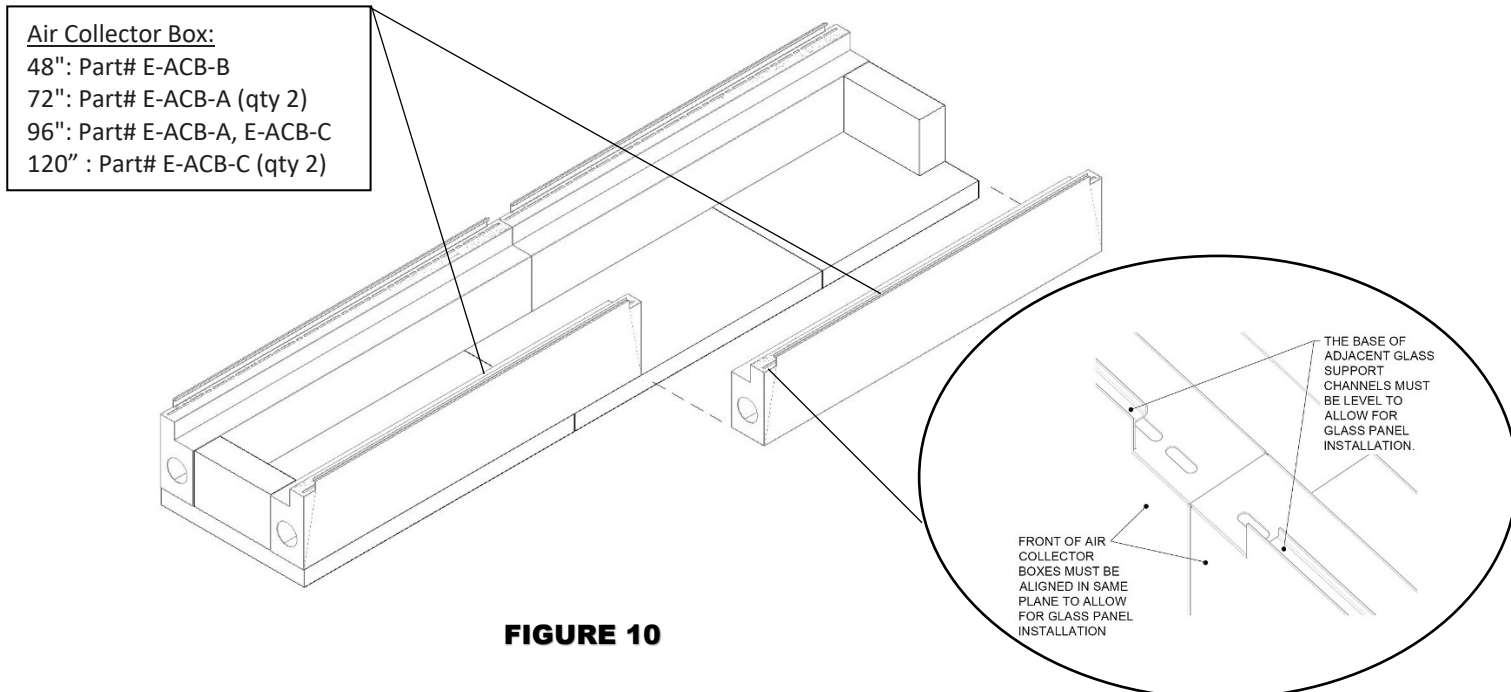 Air Collector Box:
48": Part# E-ACB-B
72": Part# E-ACB-A (qty 2)
96": Part# E-ACB-A, E-ACB-C
120” : Part# E-ACB-C (qty 2)
THE BASE OF
ADJACENT GLASS
SUPPORT
CHANNELS MUST
BE LEVEL TO
ALLOW FOR
GLASS PANEL
INSTALLATION.
FRONT OF AIR
COLLECTOR
BOXES MUST BE
ALIGNED IN SAME
PLANE TO ALLOW
FOR GLASS PANEL
INSTALLATION
FIGURE 10